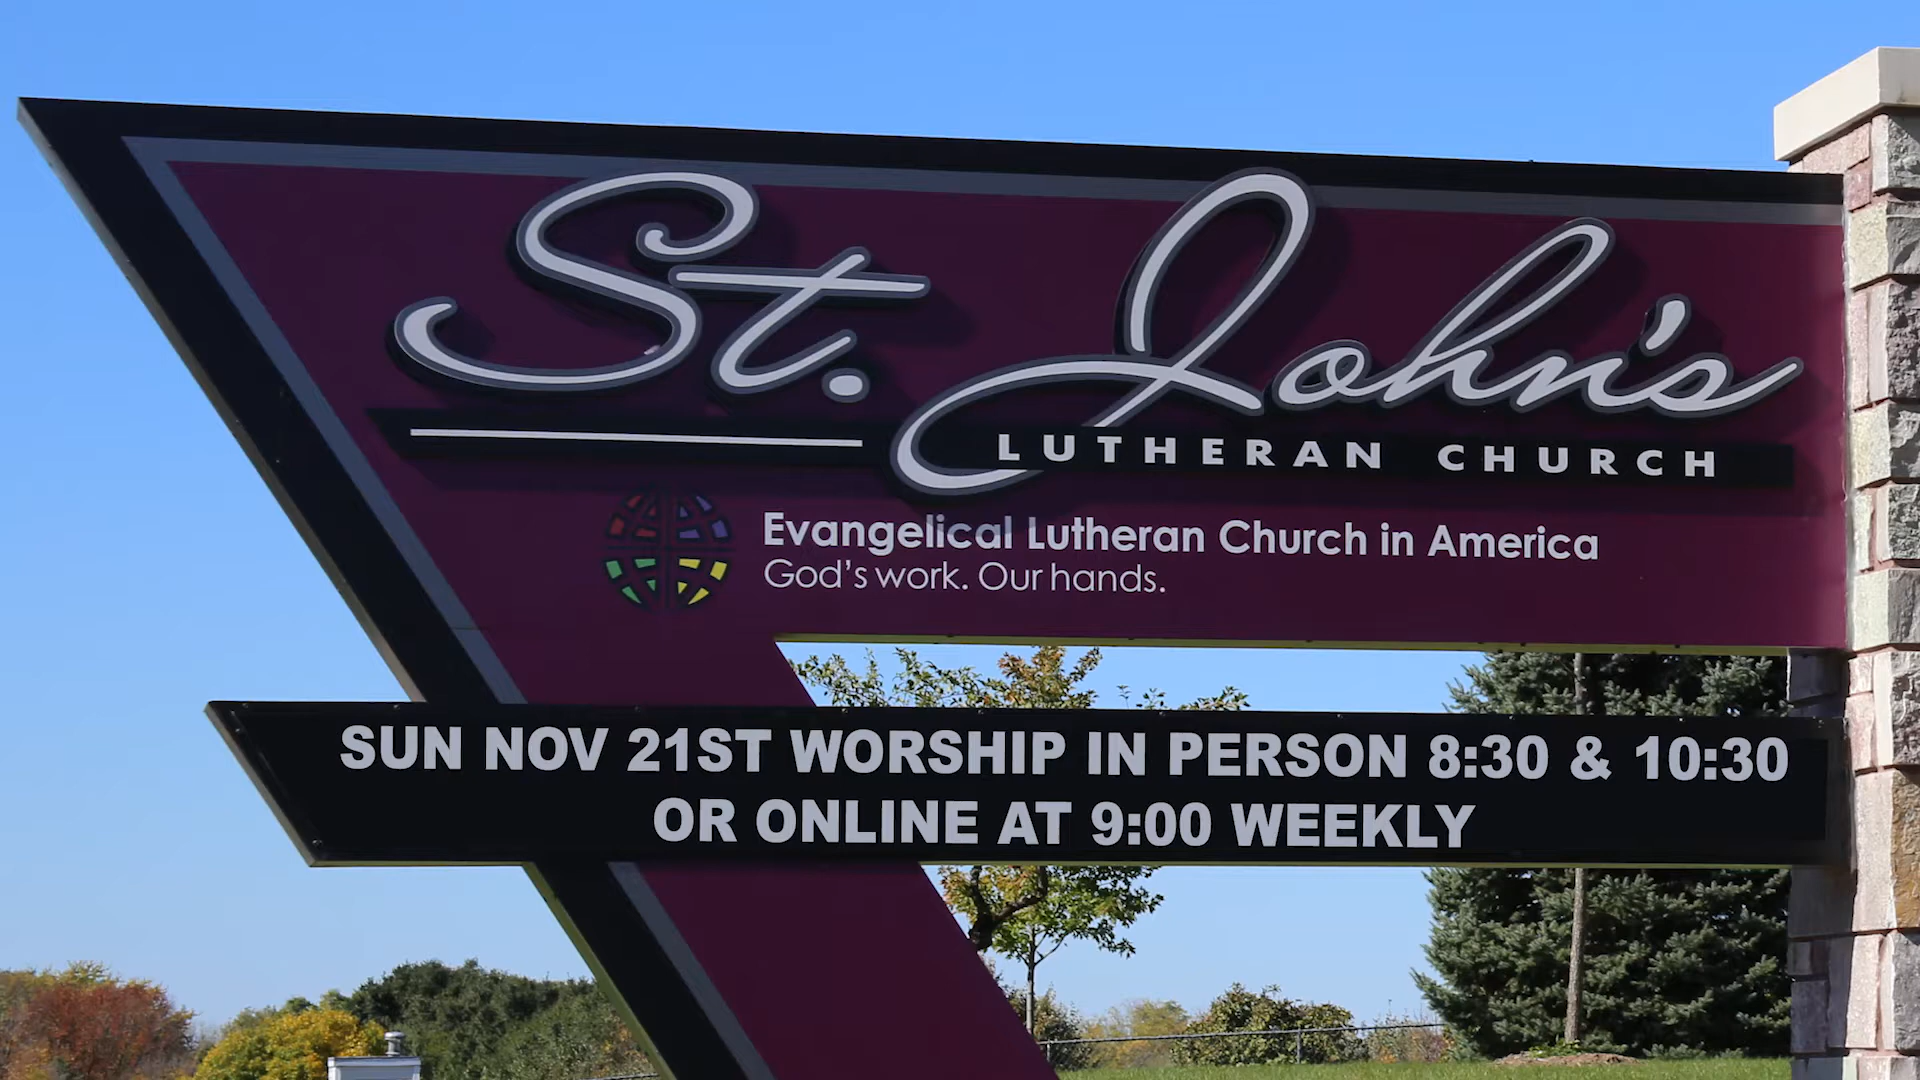 St. John's
LUTHERAN CHURCH
Evangelical Lutheran Church in America
God's work. Our hands.
SUN NOV 21ST WORSHIP IN PERSON 8:30 & 10:30
OR ONLINE AT 9:00 WEEKLY